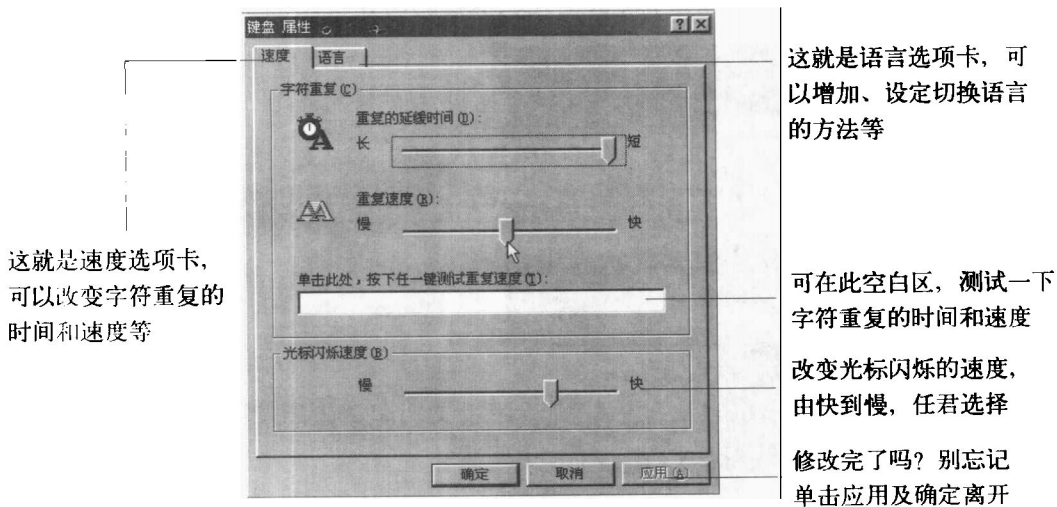 键盘 属性
速度 语言
字符重复(C)
重复的延缓时间(D):
长 短
重复速度(R):
慢 快
单击此处，按下任一键测试重复速度(T):
光标闪烁速度(B)
慢 快
确定 取消 应用(A)
这就是速度选项卡，
可以改变字符重复的
时间和速度等
这就是语言选项卡，可
以增加、设定切换语言
的方法等
可在此空白区，测试一下
字符重复的时间和速度
改变光标闪烁的速度，
由快到慢，任君选择
修改完了吗？别忘记
单击应用及确定离开